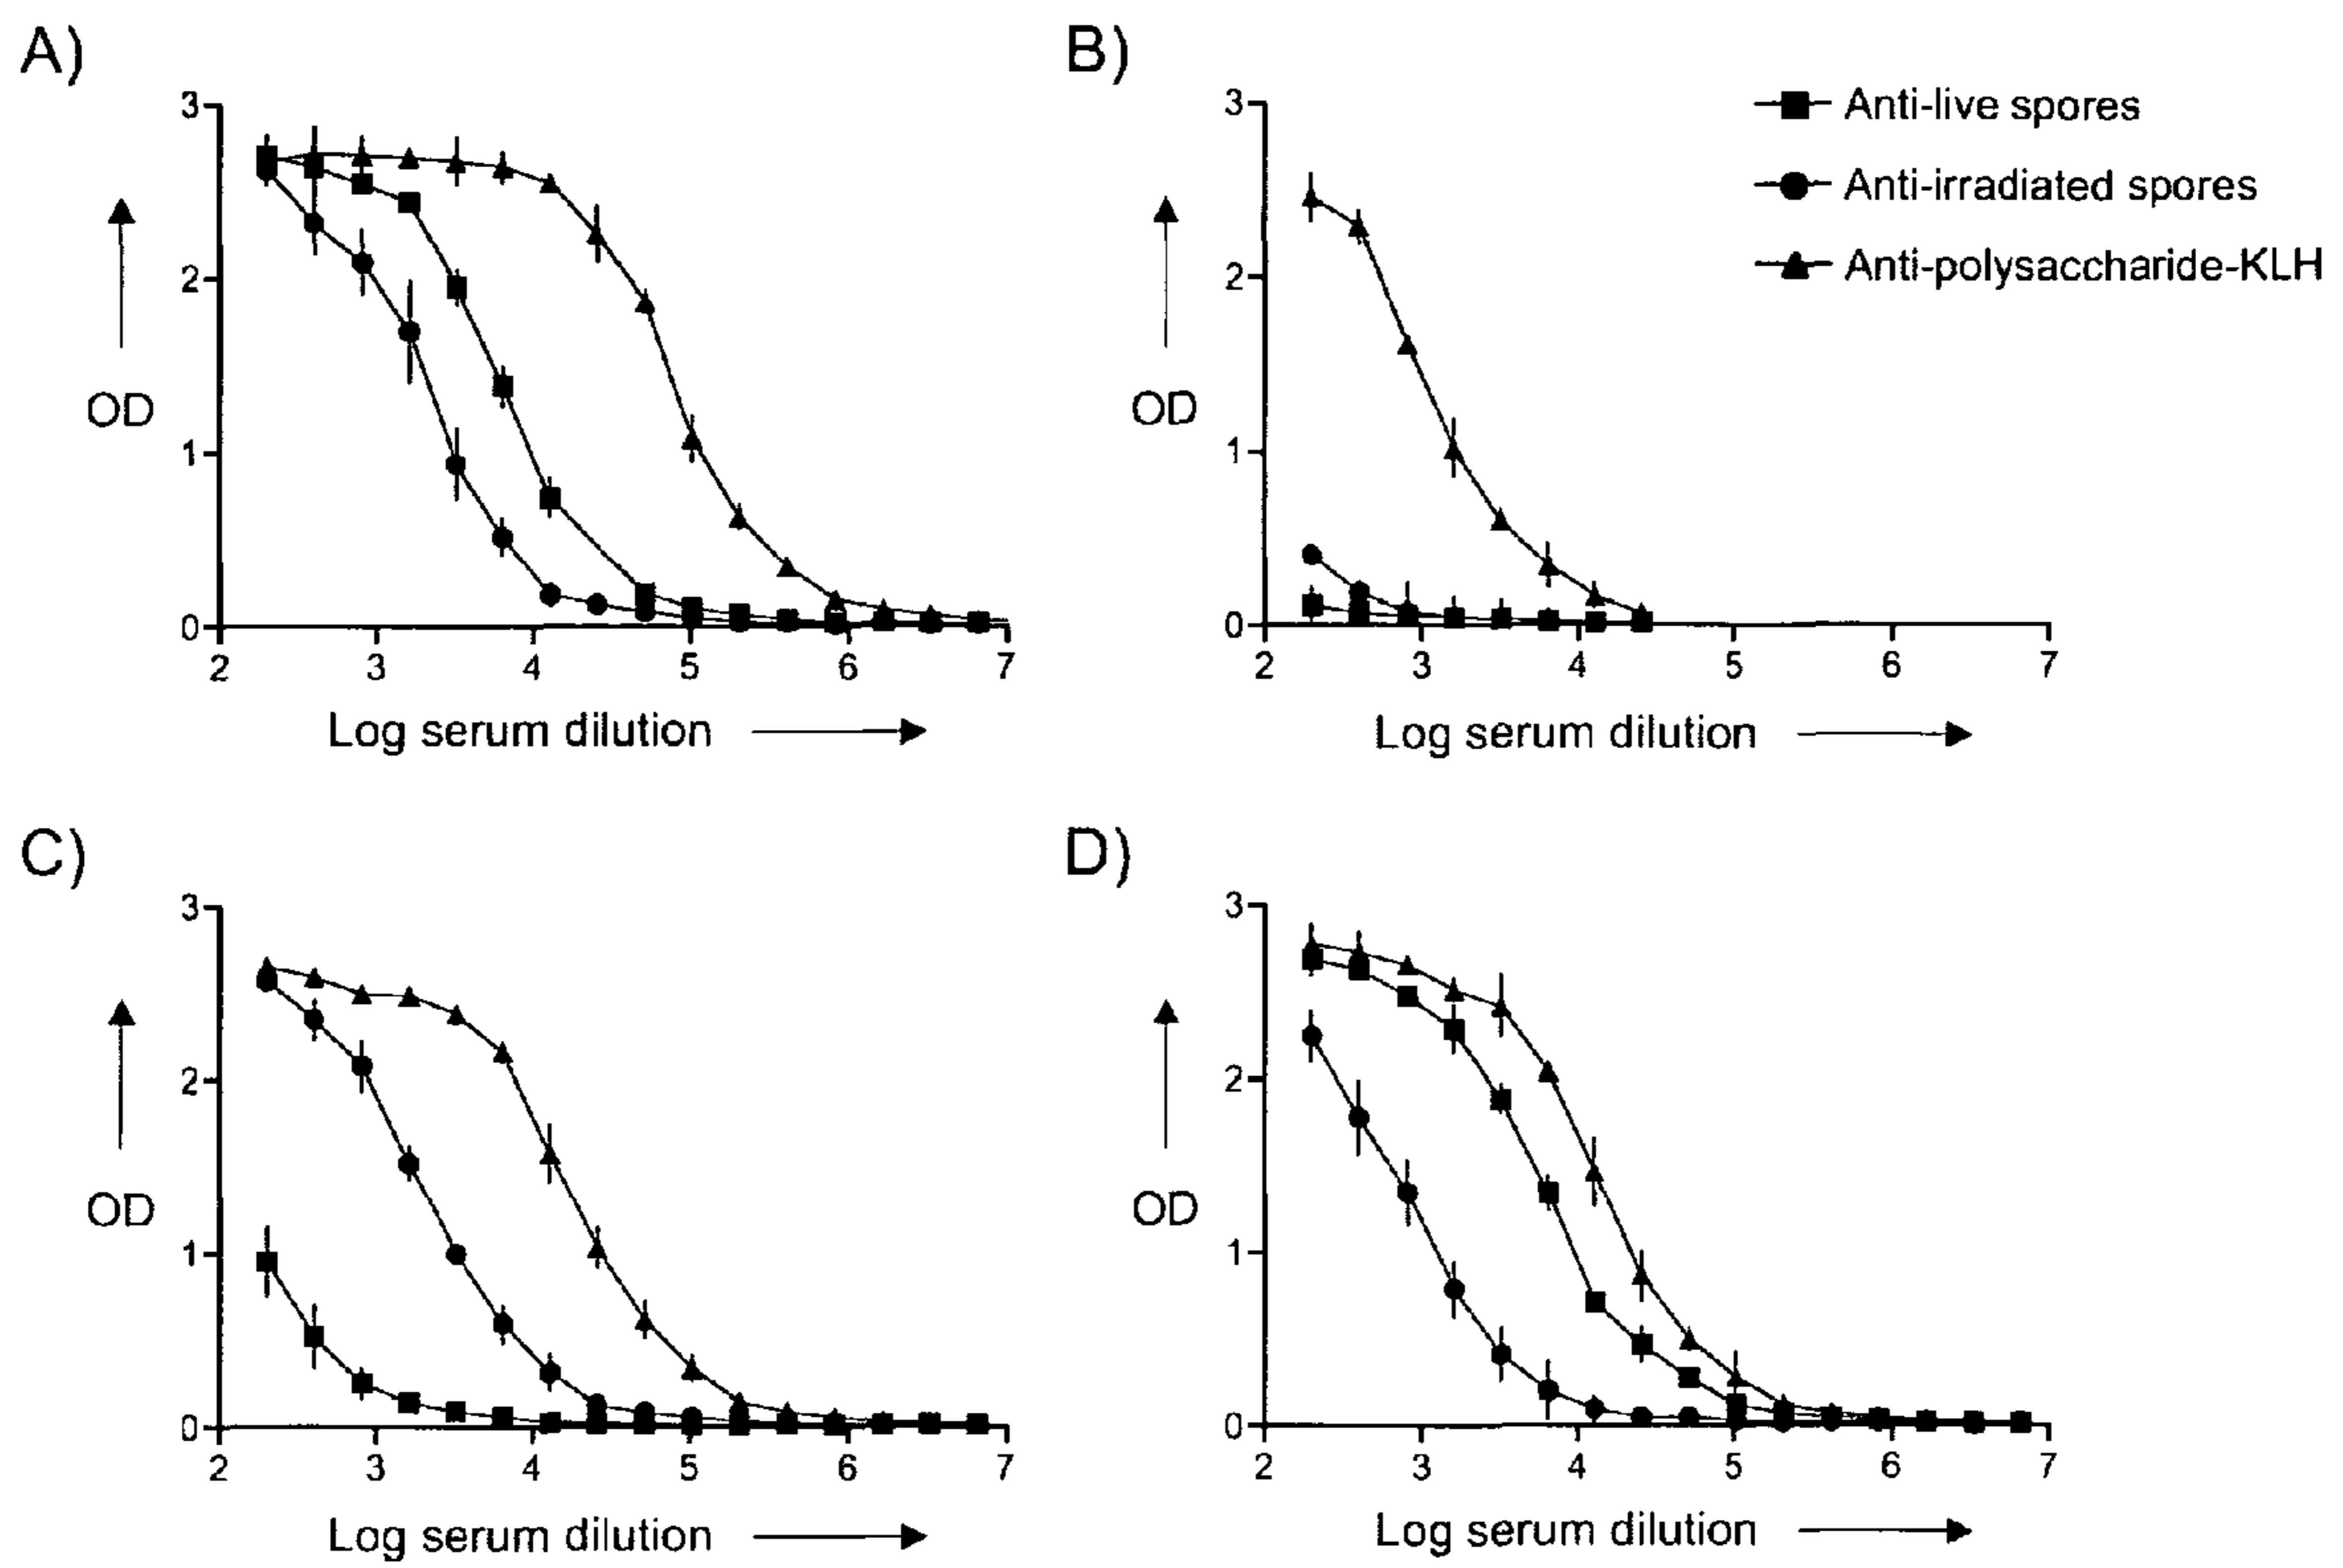 A)
3
2
1
0
OD
2 3 4 5 6 7
Log serum dilution
B)
3
2
1
0
OD
2 3 4 5 6 7
Log serum dilution
Anti-live spores
Anti-irradiated spores
Anti-polysaccharide-KLH
C)
3
2
1
0
OD
2 3 4 5 6 7
Log serum dilution
D)
3
2
1
0
OD
2 3 4 5 6 7
Log serum dilution